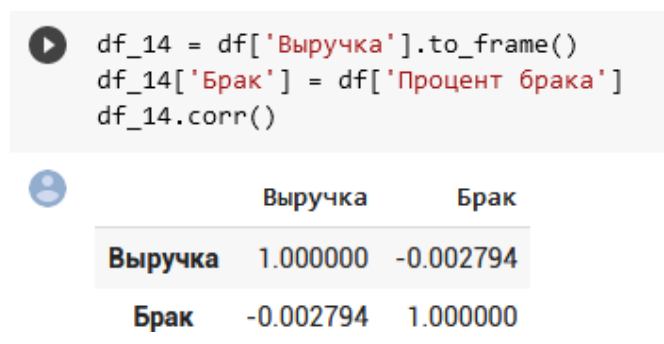 df_14 = df['Выручка'].to_frame()
df_14['Брак'] = df['Процент брака']
df_14.corr()
Выручка Брак
Выручка 1.000000 -0.002794
Брак -0.002794 1.000000